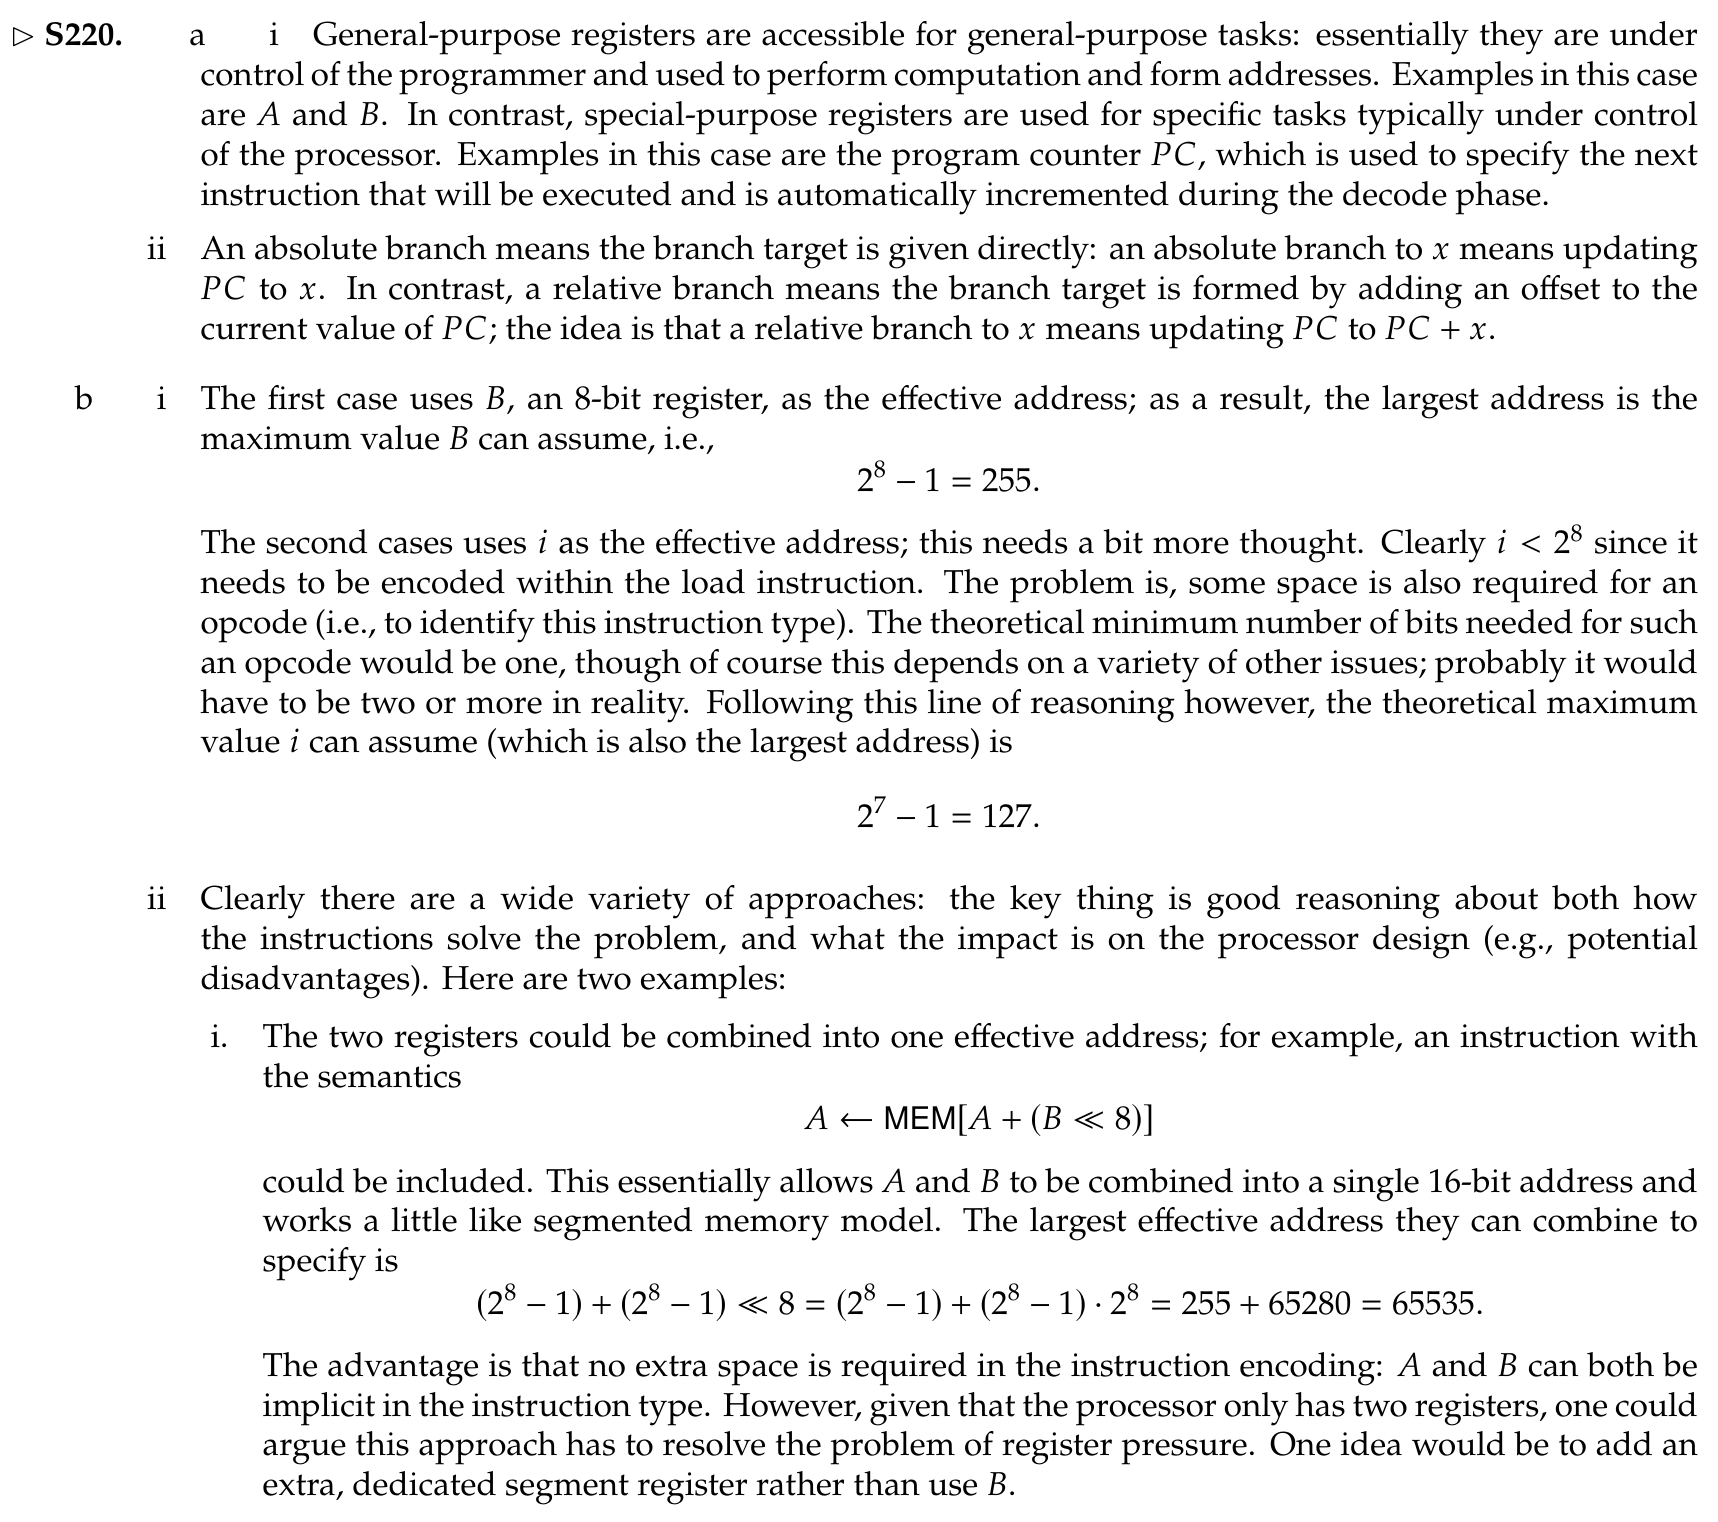 ▷ S220. a i General-purpose registers are accessible for general-purpose tasks: essentially they are under
control of the programmer and used to perform computation and form addresses. Examples in this case
are A and B. In contrast, special-purpose registers are used for specific tasks typically under control
of the processor. Examples in this case are the program counter PC, which is used to specify the next
instruction that will be executed and is automatically incremented during the decode phase.
ii An absolute branch means the branch target is given directly: an absolute branch to x means updating
PC to x. In contrast, a relative branch means the branch target is formed by adding an offset to the
current value of PC; the idea is that a relative branch to x means updating PC to PC + x.
b i The first case uses B, an 8-bit register, as the effective address; as a result, the largest address is the
maximum value B can assume, i.e.,
2⁸ − 1 = 255.
The second cases uses i as the effective address; this needs a bit more thought. Clearly i < 2⁸ since it
needs to be encoded within the load instruction. The problem is, some space is also required for an
opcode (i.e., to identify this instruction type). The theoretical minimum number of bits needed for such
an opcode would be one, though of course this depends on a variety of other issues; probably it would
have to be two or more in reality. Following this line of reasoning however, the theoretical maximum
value i can assume (which is also the largest address) is
2⁷ − 1 = 127.
ii Clearly there are a wide variety of approaches: the key thing is good reasoning about both how
the instructions solve the problem, and what the impact is on the processor design (e.g., potential
disadvantages). Here are two examples:
i. The two registers could be combined into one effective address; for example, an instruction with
the semantics
A ← MEM[A + (B ≪ 8)]
could be included. This essentially allows A and B to be combined into a single 16-bit address and
works a little like segmented memory model. The largest effective address they can combine to
specify is
(2⁸ − 1) + (2⁸ − 1) ≪ 8 = (2⁸ − 1) + (2⁸ − 1) · 2⁸ = 255 + 65280 = 65535.
The advantage is that no extra space is required in the instruction encoding: A and B can both be
implicit in the instruction type. However, given that the processor only has two registers, one could
argue this approach has to resolve the problem of register pressure. One idea would be to add an
extra, dedicated segment register rather than use B.